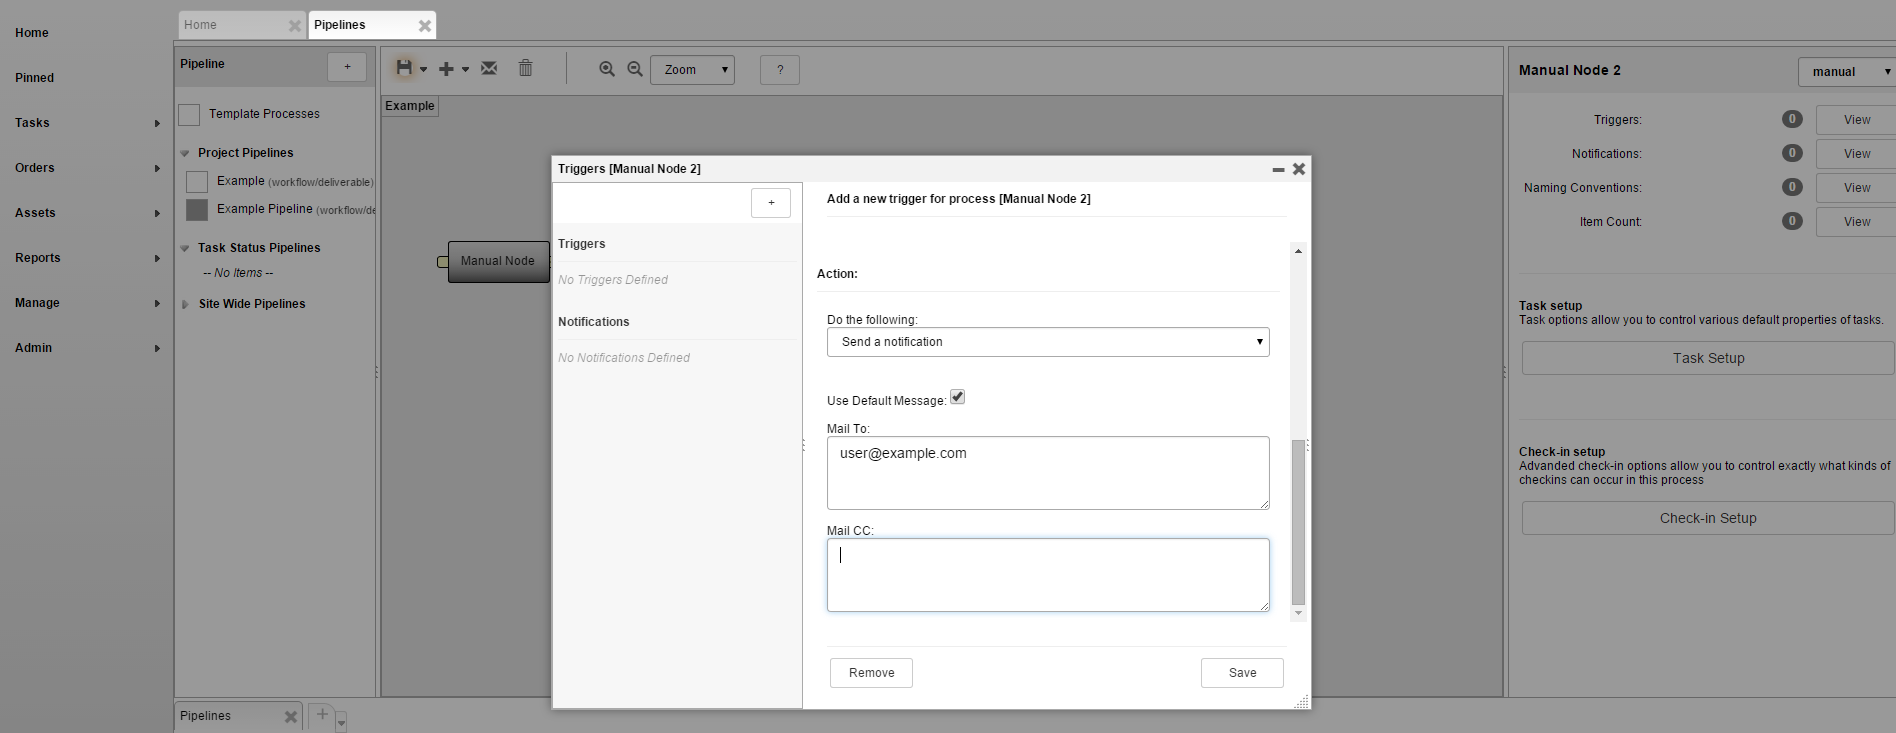 Home
Pinned
Tasks
Orders
Assets
Reports
Manage
Admin
Home
Pipelines
Pipeline
+
Template Processes
Project Pipelines
Example (workflow/deliverable)
Example Pipeline (workflow/de
Task Status Pipelines
-- No Items --
Site Wide Pipelines
Zoom
?
Example
Manual Node
Triggers [Manual Node 2]
+
Triggers
No Triggers Defined
Notifications
No Notifications Defined
Add a new trigger for process [Manual Node 2]
Action:
Do the following:
Send a notification
Use Default Message:
Mail To:
user@example.com
Mail CC:
Remove
Save
Manual Node 2
manual
Triggers: 0 View
Notifications: 0 View
Naming Conventions: 0 View
Item Count: 0 View
Task setup
Task options allow you to control various default properties of tasks.
Task Setup
Check-in setup
Advanded check-in options allow you to control exactly what kinds of
checkins can occur in this process
Check-in Setup
Pipelines
+